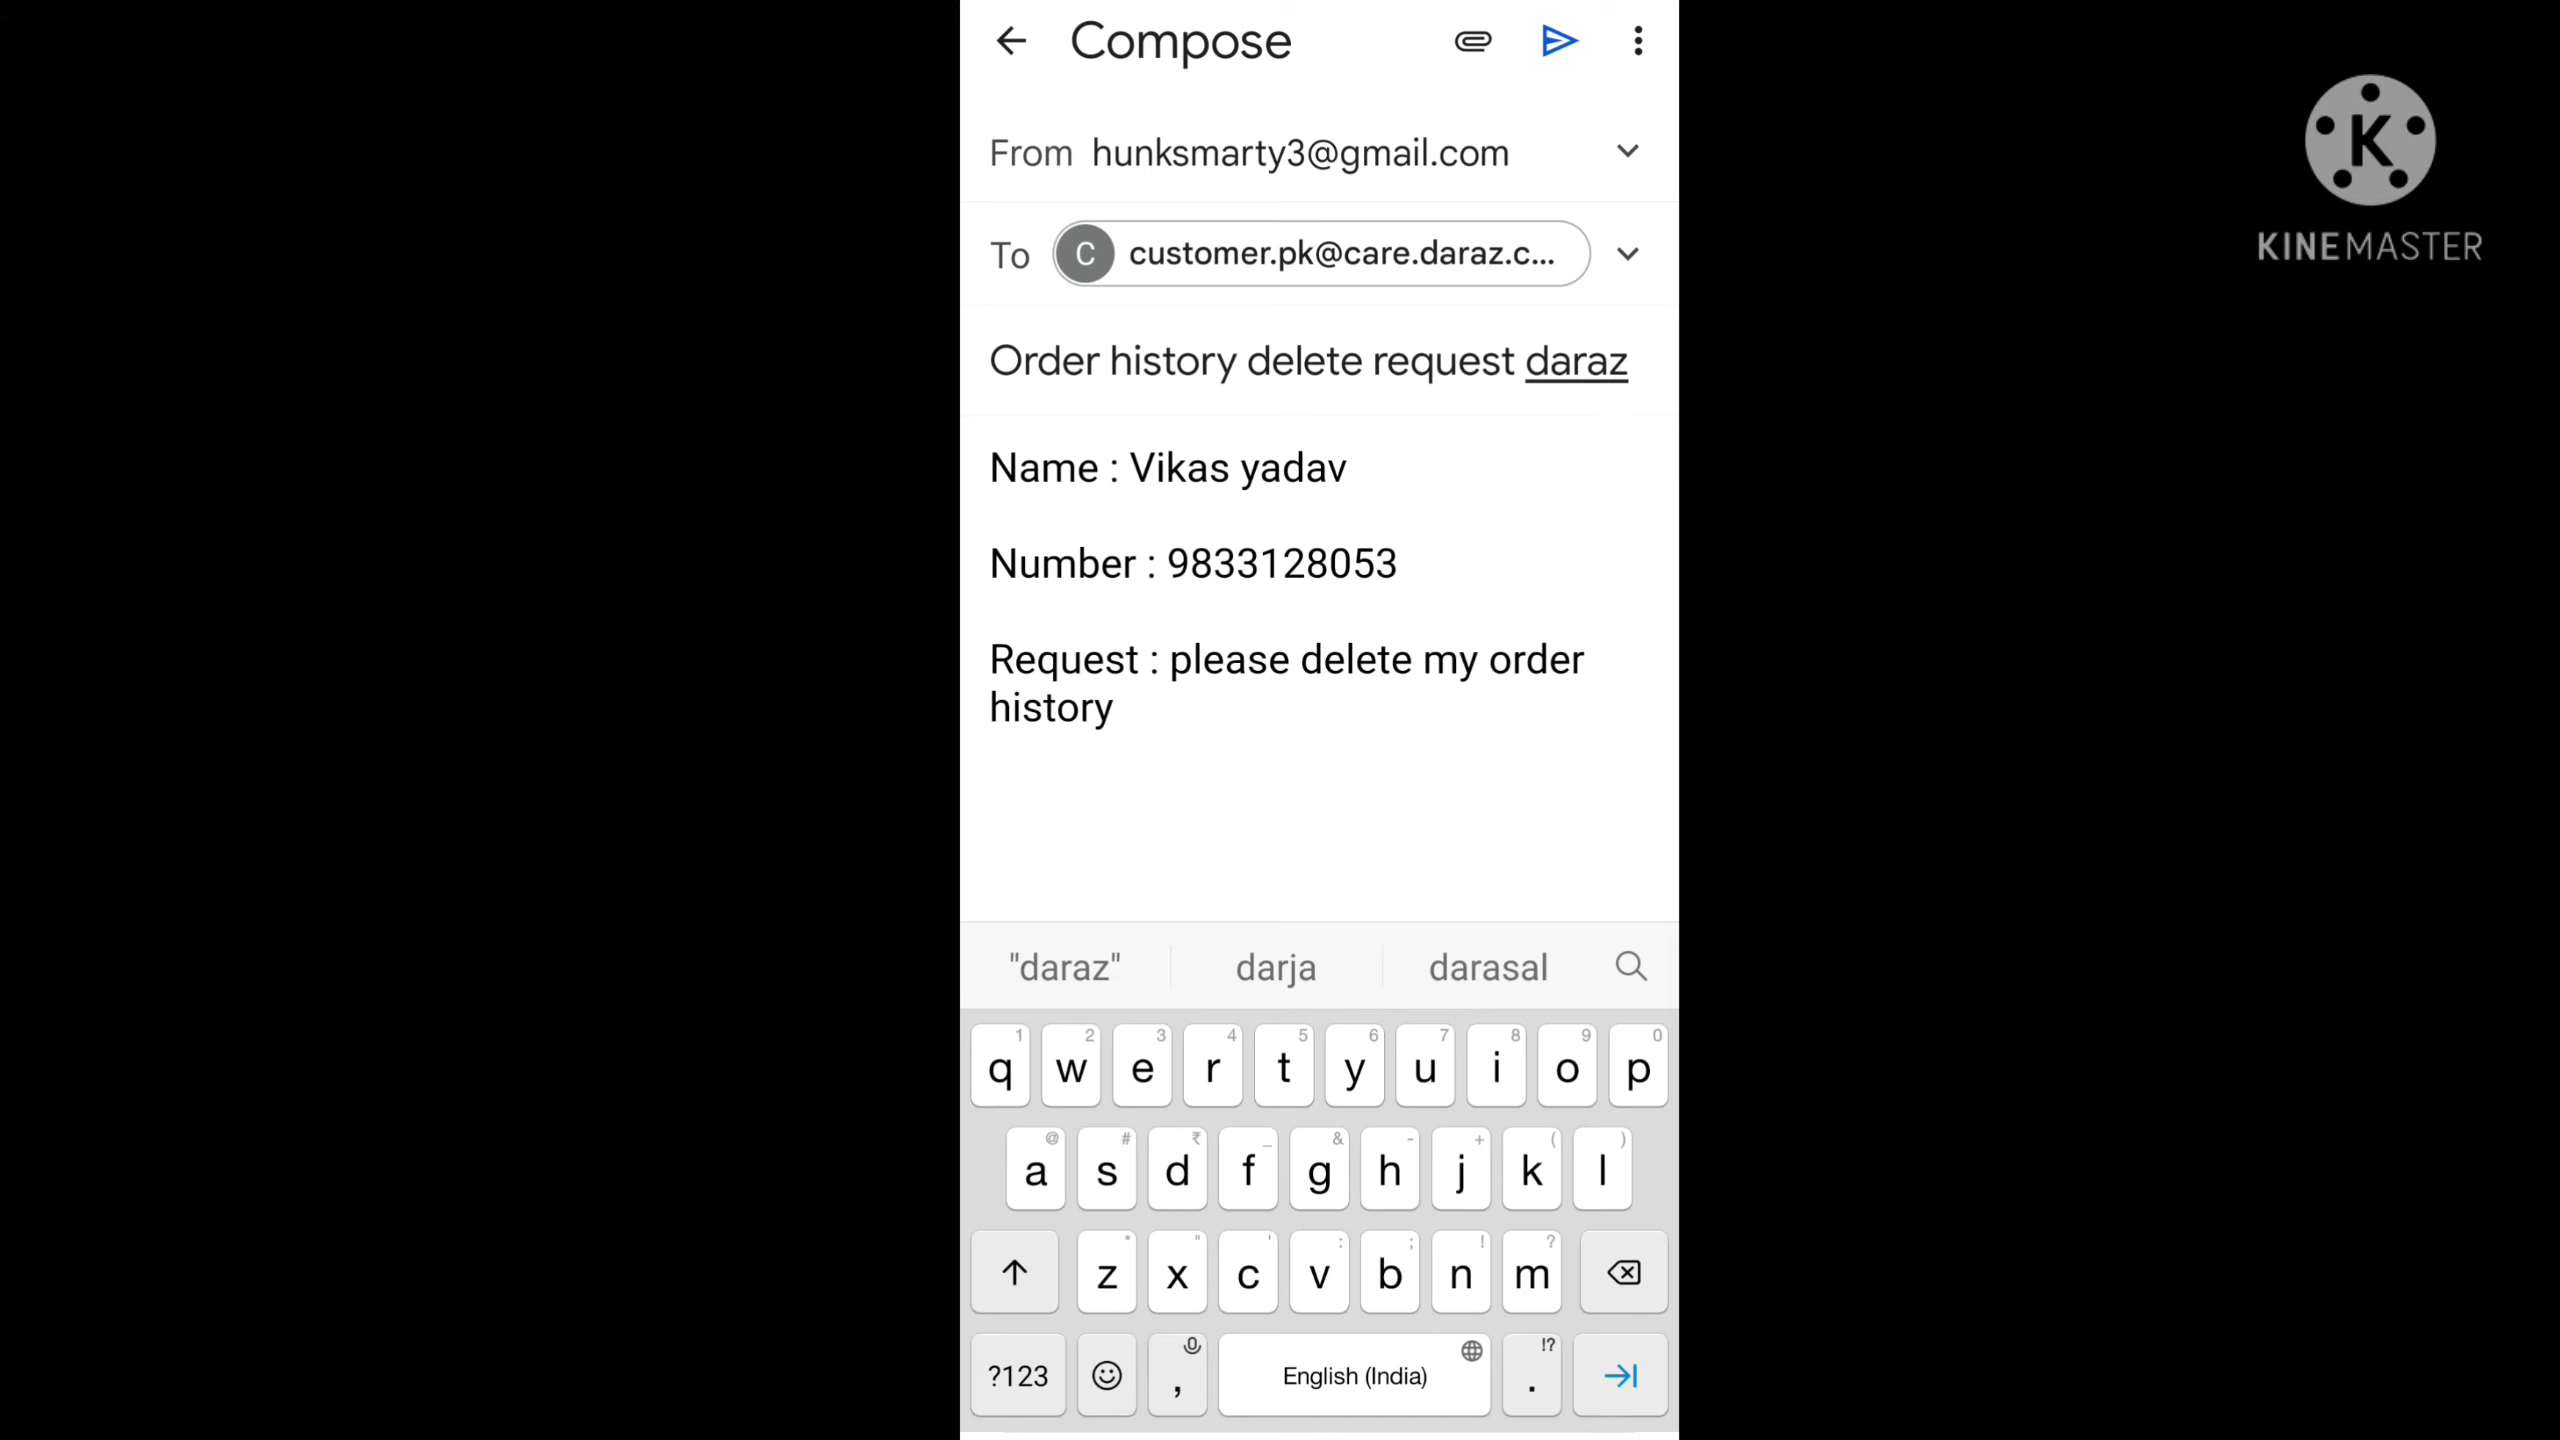 Compose
From hunksmarty3@gmail.com
To C customer.pk@care.daraz.c...
Order history delete request daraz
Name : Vikas yadav
Number : 9833128053
Request : please delete my order
history
"daraz" darja darasal
1 2 3 4 5 6 7 8 9 0
q w e r t y u i o p
@ # ₹ _ & - + ( )
a s d f g h j k l
* " ' : ; ! ?
z x c v b n m
!?
?123 , English (India) .
K
KINEMASTER